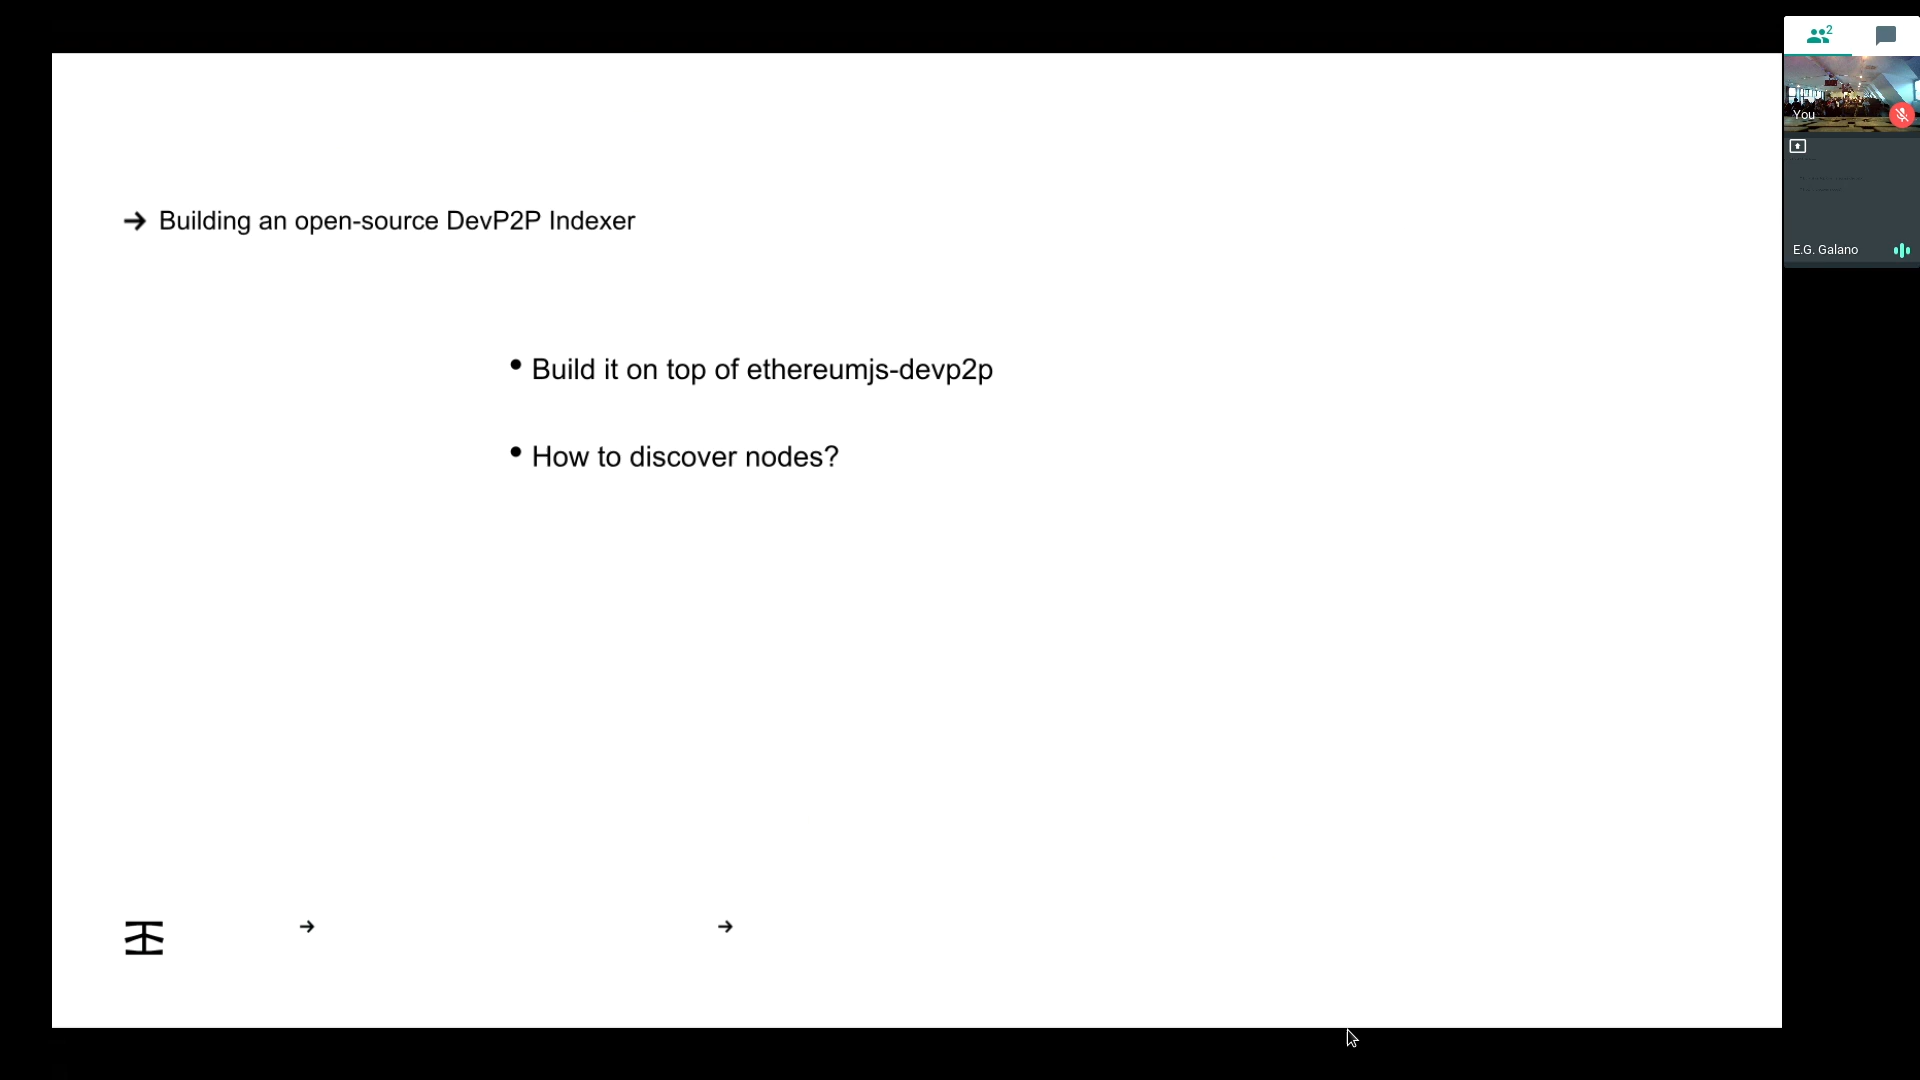 2
You
E.G. Galano
→ Building an open-source DevP2P Indexer
• Build it on top of ethereumjs-devp2p
• How to discover nodes?
→ →